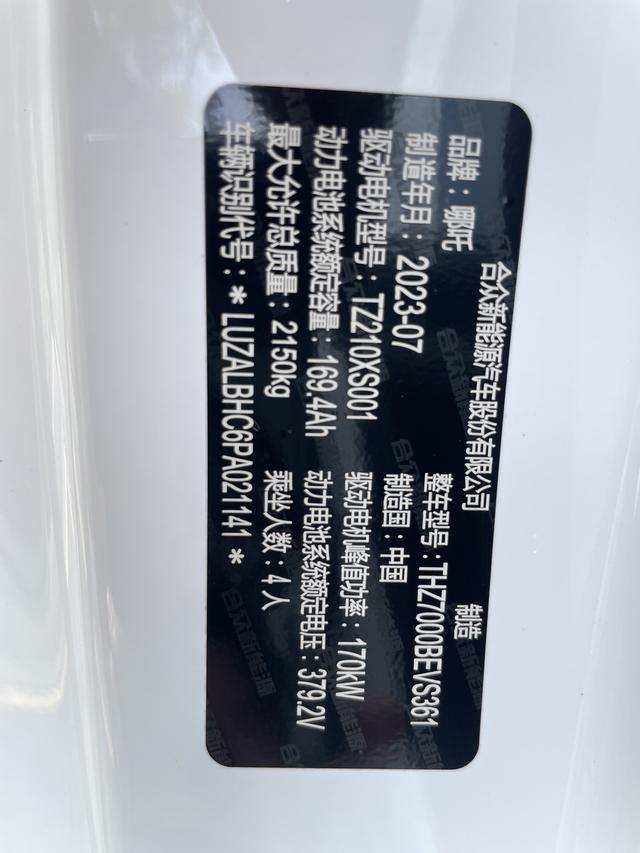 合众新能源汽车股份有限公司 制造
品牌：哪吒 整车型号：THZ7000BEVS361
制造年月：2023-07 制造国：中国
驱动电机型号：TZ210XS001 驱动电机峰值功率：170kW
动力电池系统额定容量：169.4Ah 动力电池系统额定电压：379.2V
最大允许总质量：2150kg 乘坐人数：4人
车辆识别代号：*LUZALBHC6PA021141*